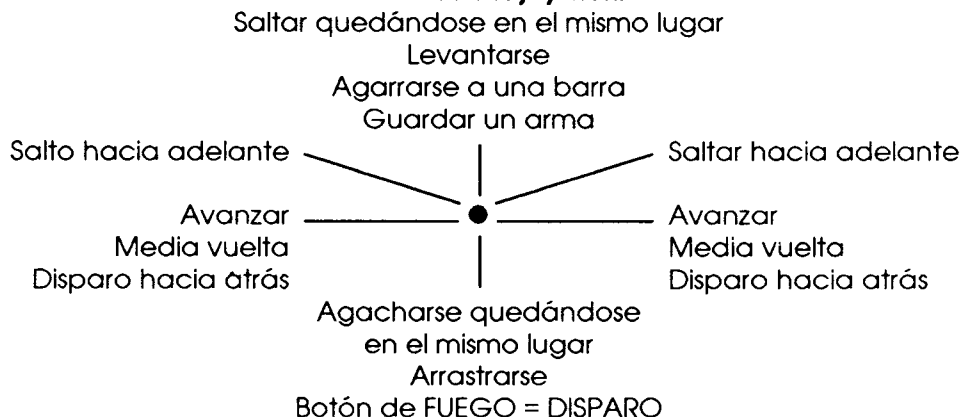 Saltar quedándose en el mismo lugar
Levantarse
Agarrarse a una barra
Guardar un arma
Salto hacia adelante
Saltar hacia adelante
Avanzar
Media vuelta
Disparo hacia atrás
Avanzar
Media vuelta
Disparo hacia atrás
Agacharse quedándose
en el mismo lugar
Arrastrarse
Botón de FUEGO = DISPARO